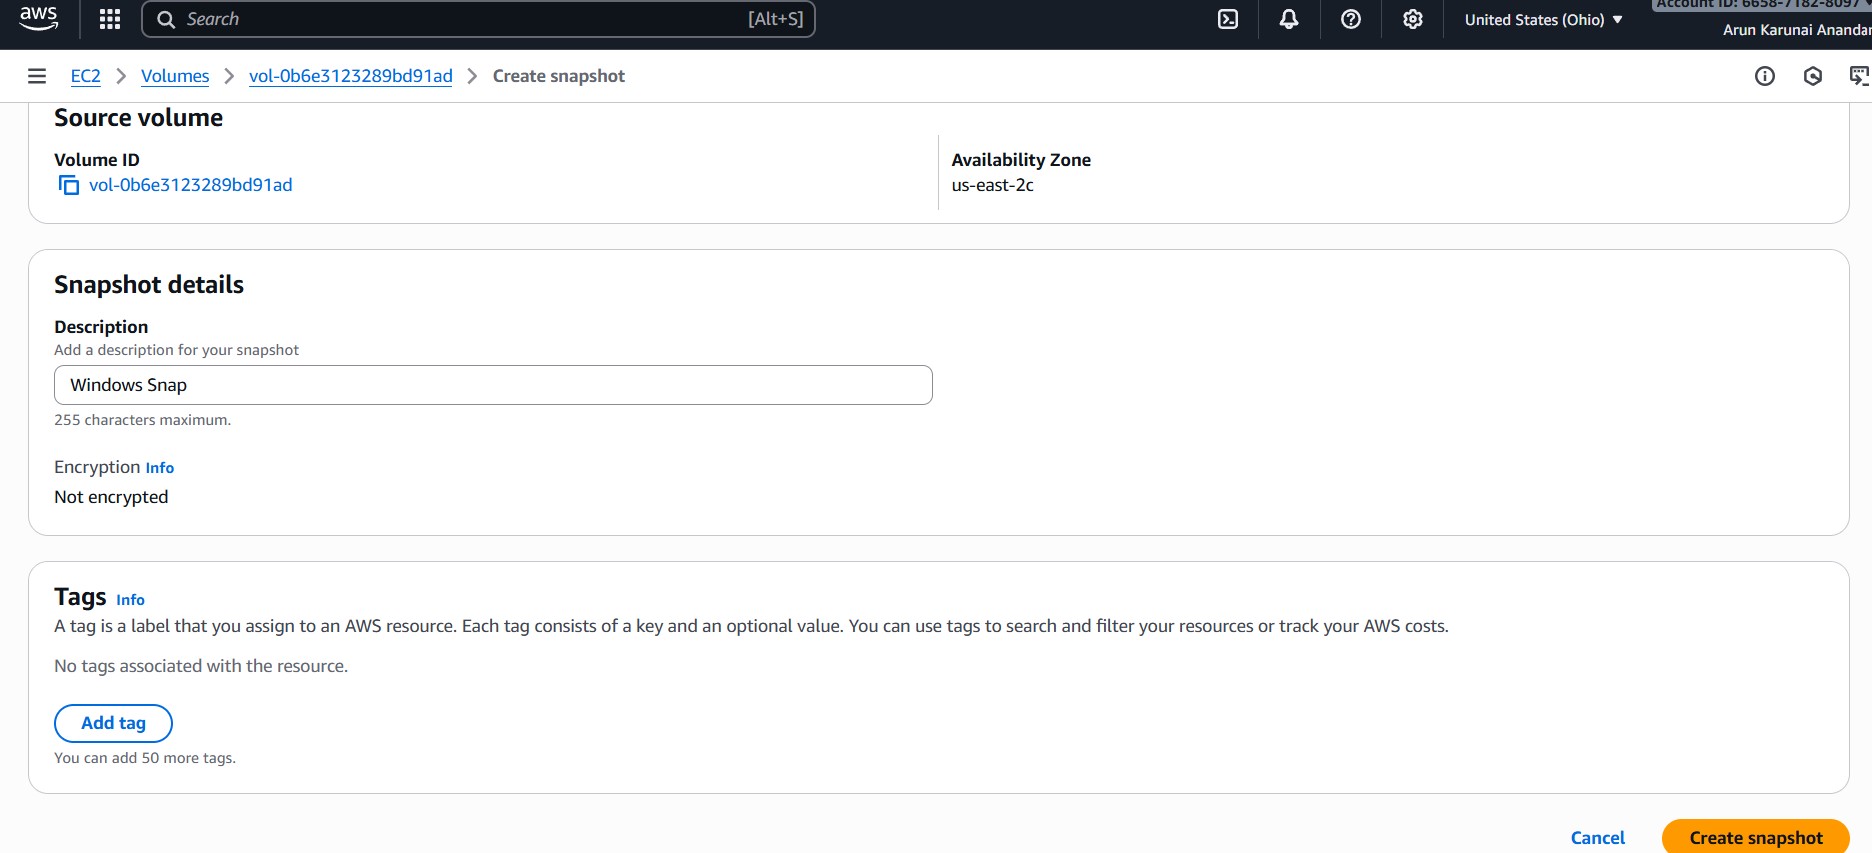 aws
Search [Alt+S]
United States (Ohio)
Account ID: 6658-7182-8097
Arun Karunai Anandan
EC2 > Volumes > vol-0b6e3123289bd91ad > Create snapshot
Source volume
Volume ID
vol-0b6e3123289bd91ad
Availability Zone
us-east-2c
Snapshot details
Description
Add a description for your snapshot
Windows Snap
255 characters maximum.
Encryption Info
Not encrypted
Tags Info
A tag is a label that you assign to an AWS resource. Each tag consists of a key and an optional value. You can use tags to search and filter your resources or track your AWS costs.
No tags associated with the resource.
Add tag
You can add 50 more tags.
Cancel
Create snapshot